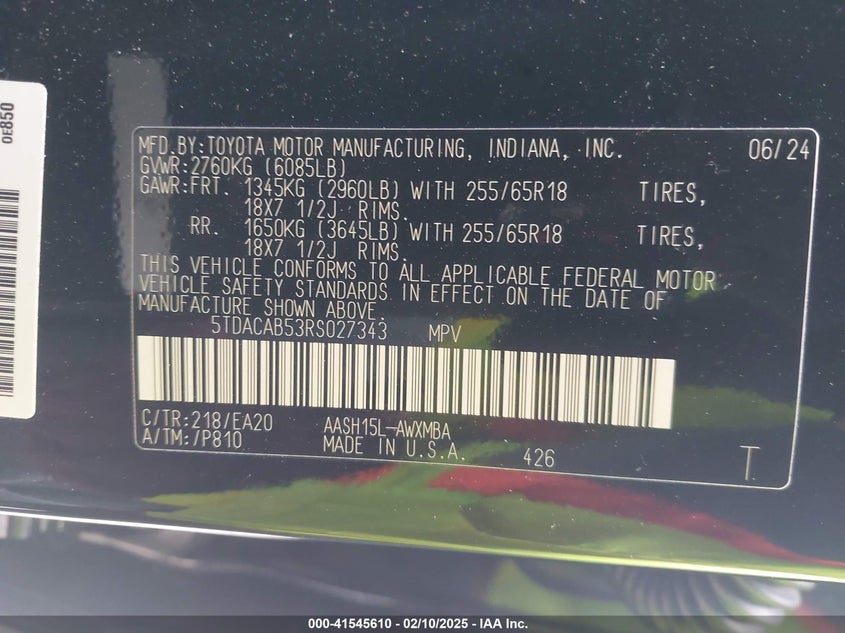 0E850
MFD.BY:TOYOTA MOTOR MANUFACTURING, INDIANA, INC. 06/24
GVWR:2760KG (6085LB)
GAWR:FRT. 1345KG (2960LB) WITH 255/65R18 TIRES,
18X7 1/2J RIMS.
RR. 1650KG (3645LB) WITH 255/65R18 TIRES,
18X7 1/2J RIMS.
THIS VEHICLE CONFORMS TO ALL APPLICABLE FEDERAL MOTOR
VEHICLE SAFETY STANDARDS IN EFFECT ON THE DATE OF
MANUFACTURE SHOWN ABOVE.
5TDACAB53RS027343 MPV
C/TR:218/EA20 AASH15L-AWXMBA
A/TM:7P810 MADE IN U.S.A. 426 T
000-41545610 - 02/10/2025 - IAA Inc.